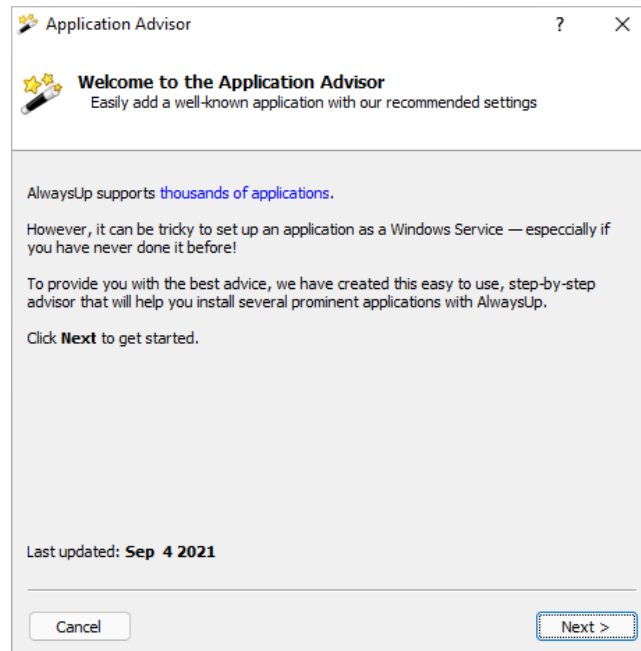 Application Advisor ?
Welcome to the Application Advisor
Easily add a well-known application with our recommended settings
AlwaysUp supports thousands of applications.
However, it can be tricky to set up an application as a Windows Service — especcially if
you have never done it before!
To provide you with the best advice, we have created this easy to use, step-by-step
advisor that will help you install several prominent applications with AlwaysUp.
Click Next to get started.
Last updated: Sep 4 2021
Cancel
Next >